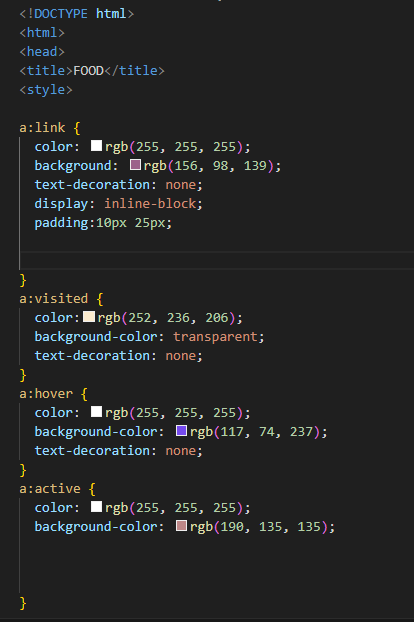 <!DOCTYPE html>
<html>
<head>
<title>FOOD</title>
<style>
a:link {
color: rgb(255, 255, 255);
background: rgb(156, 98, 139);
text-decoration: none;
display: inline-block;
padding:10px 25px;
}
a:visited {
color:rgb(252, 236, 206);
background-color: transparent;
text-decoration: none;
}
a:hover {
color: rgb(255, 255, 255);
background-color: rgb(117, 74, 237);
text-decoration: none;
}
a:active {
color: rgb(255, 255, 255);
background-color: rgb(190, 135, 135);
}